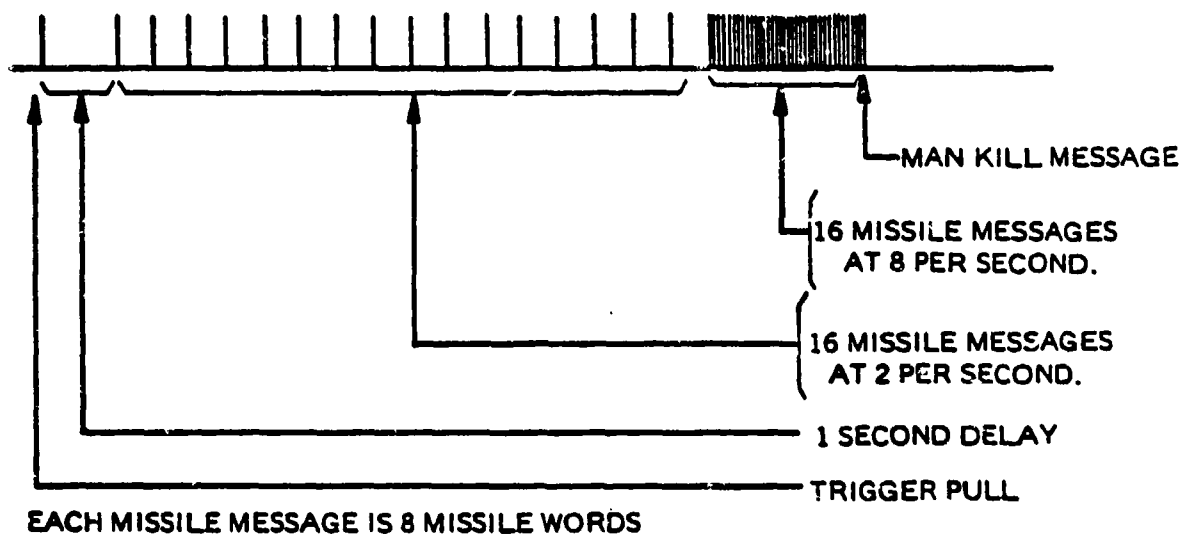 MAN KILL MESSAGE
16 MISSILE MESSAGES
AT 8 PER SECOND.
16 MISSILE MESSAGES
AT 2 PER SECOND.
1 SECOND DELAY
TRIGGER PULL
EACH MISSILE MESSAGE IS 8 MISSILE WORDS